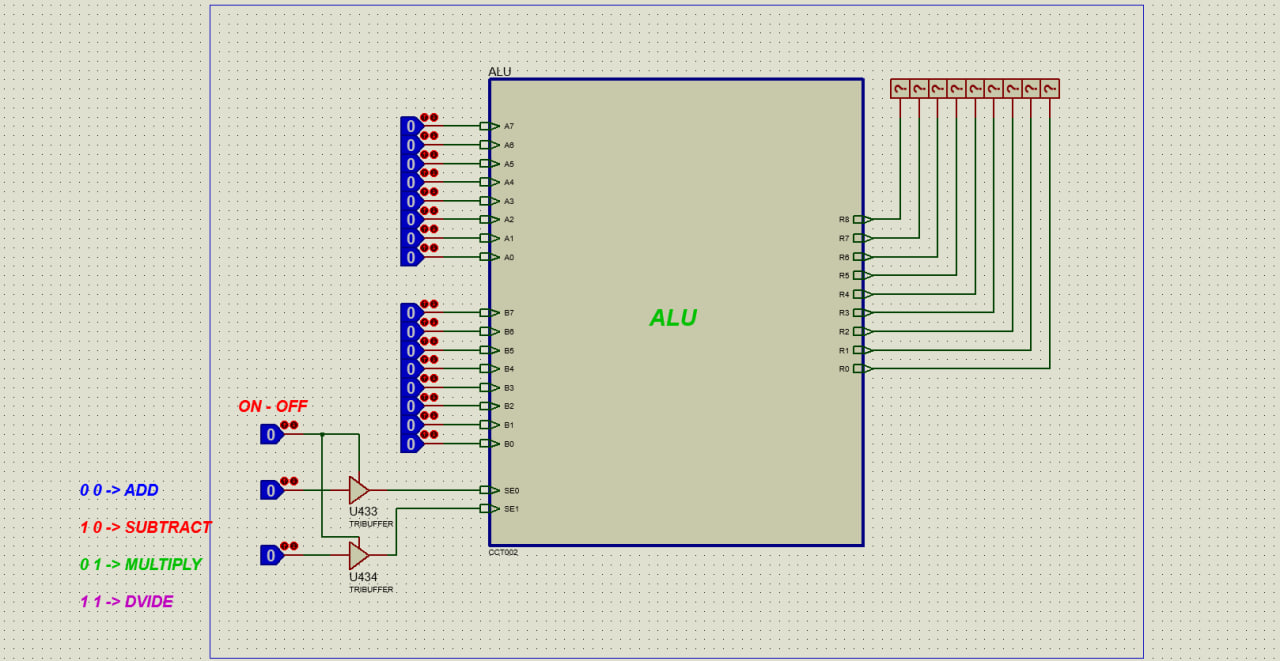 ALU
? ? ? ? ? ? ? ? ?
0 A7
0 A6
0 A5
0 A4
0 A3
0 A2
0 A1
0 A0
R8
R7
R6
R5
R4
R3
R2
R1
R0
ALU
0 B7
0 B6
0 B5
0 B4
0 B3
0 B2
0 B1
0 B0
ON - OFF
0
0 SE0
SE1
U433
TRIBUFFER
0
U434
TRIBUFFER
CCT002
0 0 -> ADD
1 0 -> SUBTRACT
0 1 -> MULTIPLY
1 1 -> DVIDE